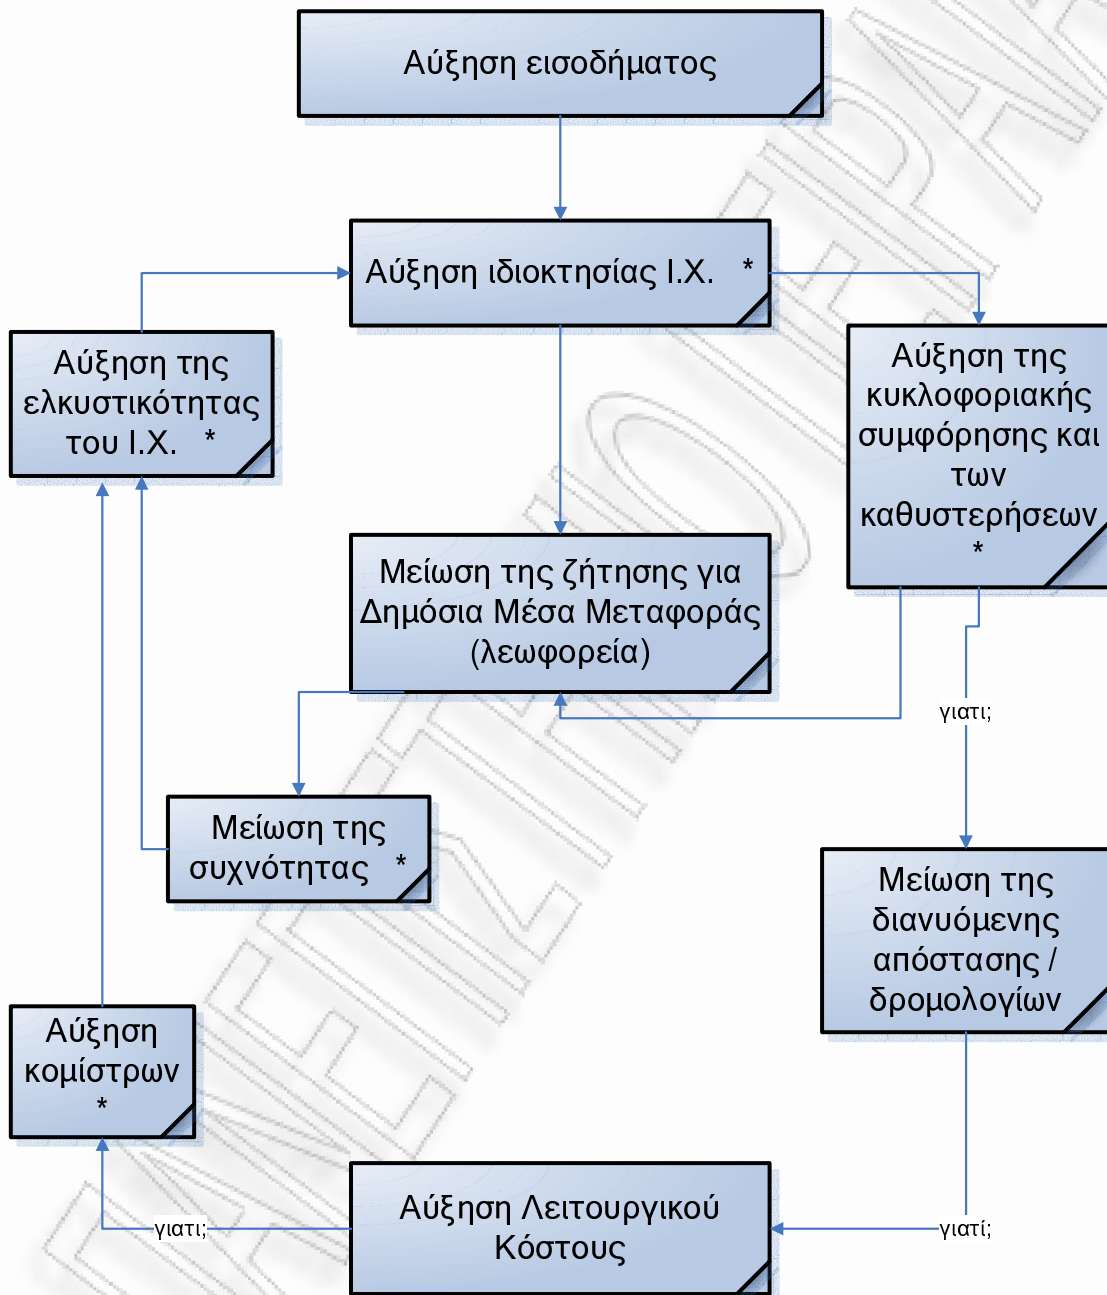 Αύξηση εισοδήματος
Αύξηση ιδιοκτησίας Ι.Χ. *
Αύξηση της
ελκυστικότητας
του Ι.Χ. *
Αύξηση της
κυκλοφοριακής
συμφόρησης και
των
καθυστερήσεων
*
Μείωση της ζήτησης για
Δημόσια Μέσα Μεταφοράς
(λεωφορεία)
γιατι;
Μείωση της
συχνότητας *
Μείωση της
διανυόμενης
απόστασης /
δρομολογίων
Αύξηση
κομίστρων
*
Αύξηση Λειτουργικού
Κόστους
γιατι;
γιατί;